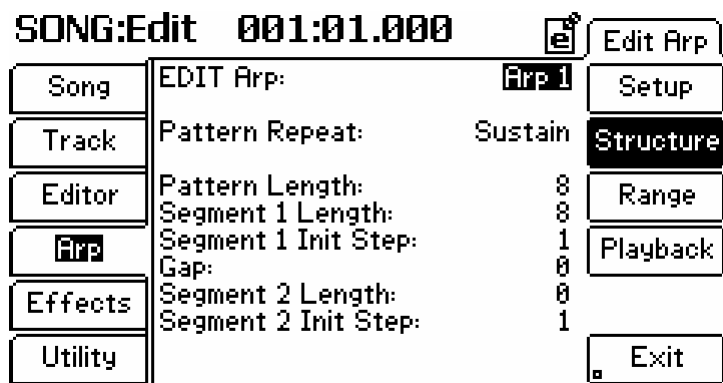 SONG:Edit 001:01.000 e Edit Arp
Song
Track
Editor
Arp
Effects
Utility
EDIT Arp: Arp 1
Pattern Repeat: Sustain
Pattern Length: 8
Segment 1 Length: 8
Segment 1 Init Step: 1
Gap: 0
Segment 2 Length: 0
Segment 2 Init Step: 1
Setup
Structure
Range
Playback
Exit